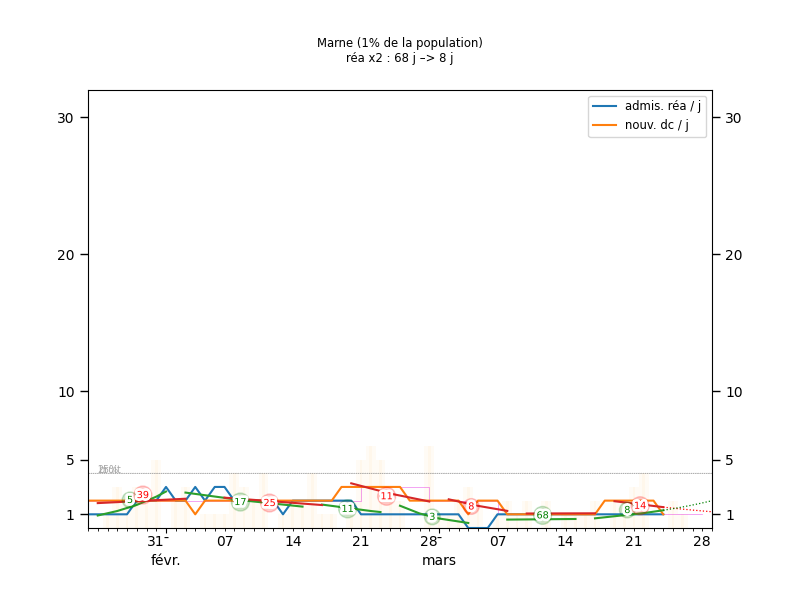 Marne (1% de la population)
réa x2 : 68 j –> 8 j
admis. réa / j
nouv. dc / j
30 30
20 20
10 10
5 5
1 1
5 39 17 25 11 11 3 8 68 8 14
31 07 14 21 28 07 14 21 28
févr. mars